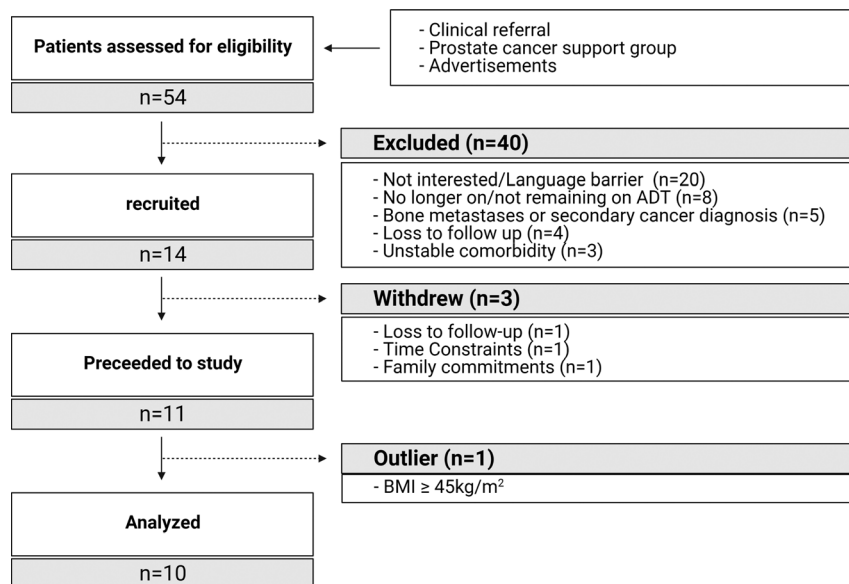 Patients assessed for eligibility
n=54
- Clinical referral
- Prostate cancer support group
- Advertisements
Excluded (n=40)
- Not interested/Language barrier (n=20)
- No longer on/not remaining on ADT (n=8)
- Bone metastases or secondary cancer diagnosis (n=5)
- Loss to follow up (n=4)
- Unstable comorbidity (n=3)
recruited
n=14
Withdrew (n=3)
- Loss to follow-up (n=1)
- Time Constraints (n=1)
- Family commitments (n=1)
Preceeded to study
n=11
Outlier (n=1)
- BMI ≥ 45kg/m²
Analyzed
n=10